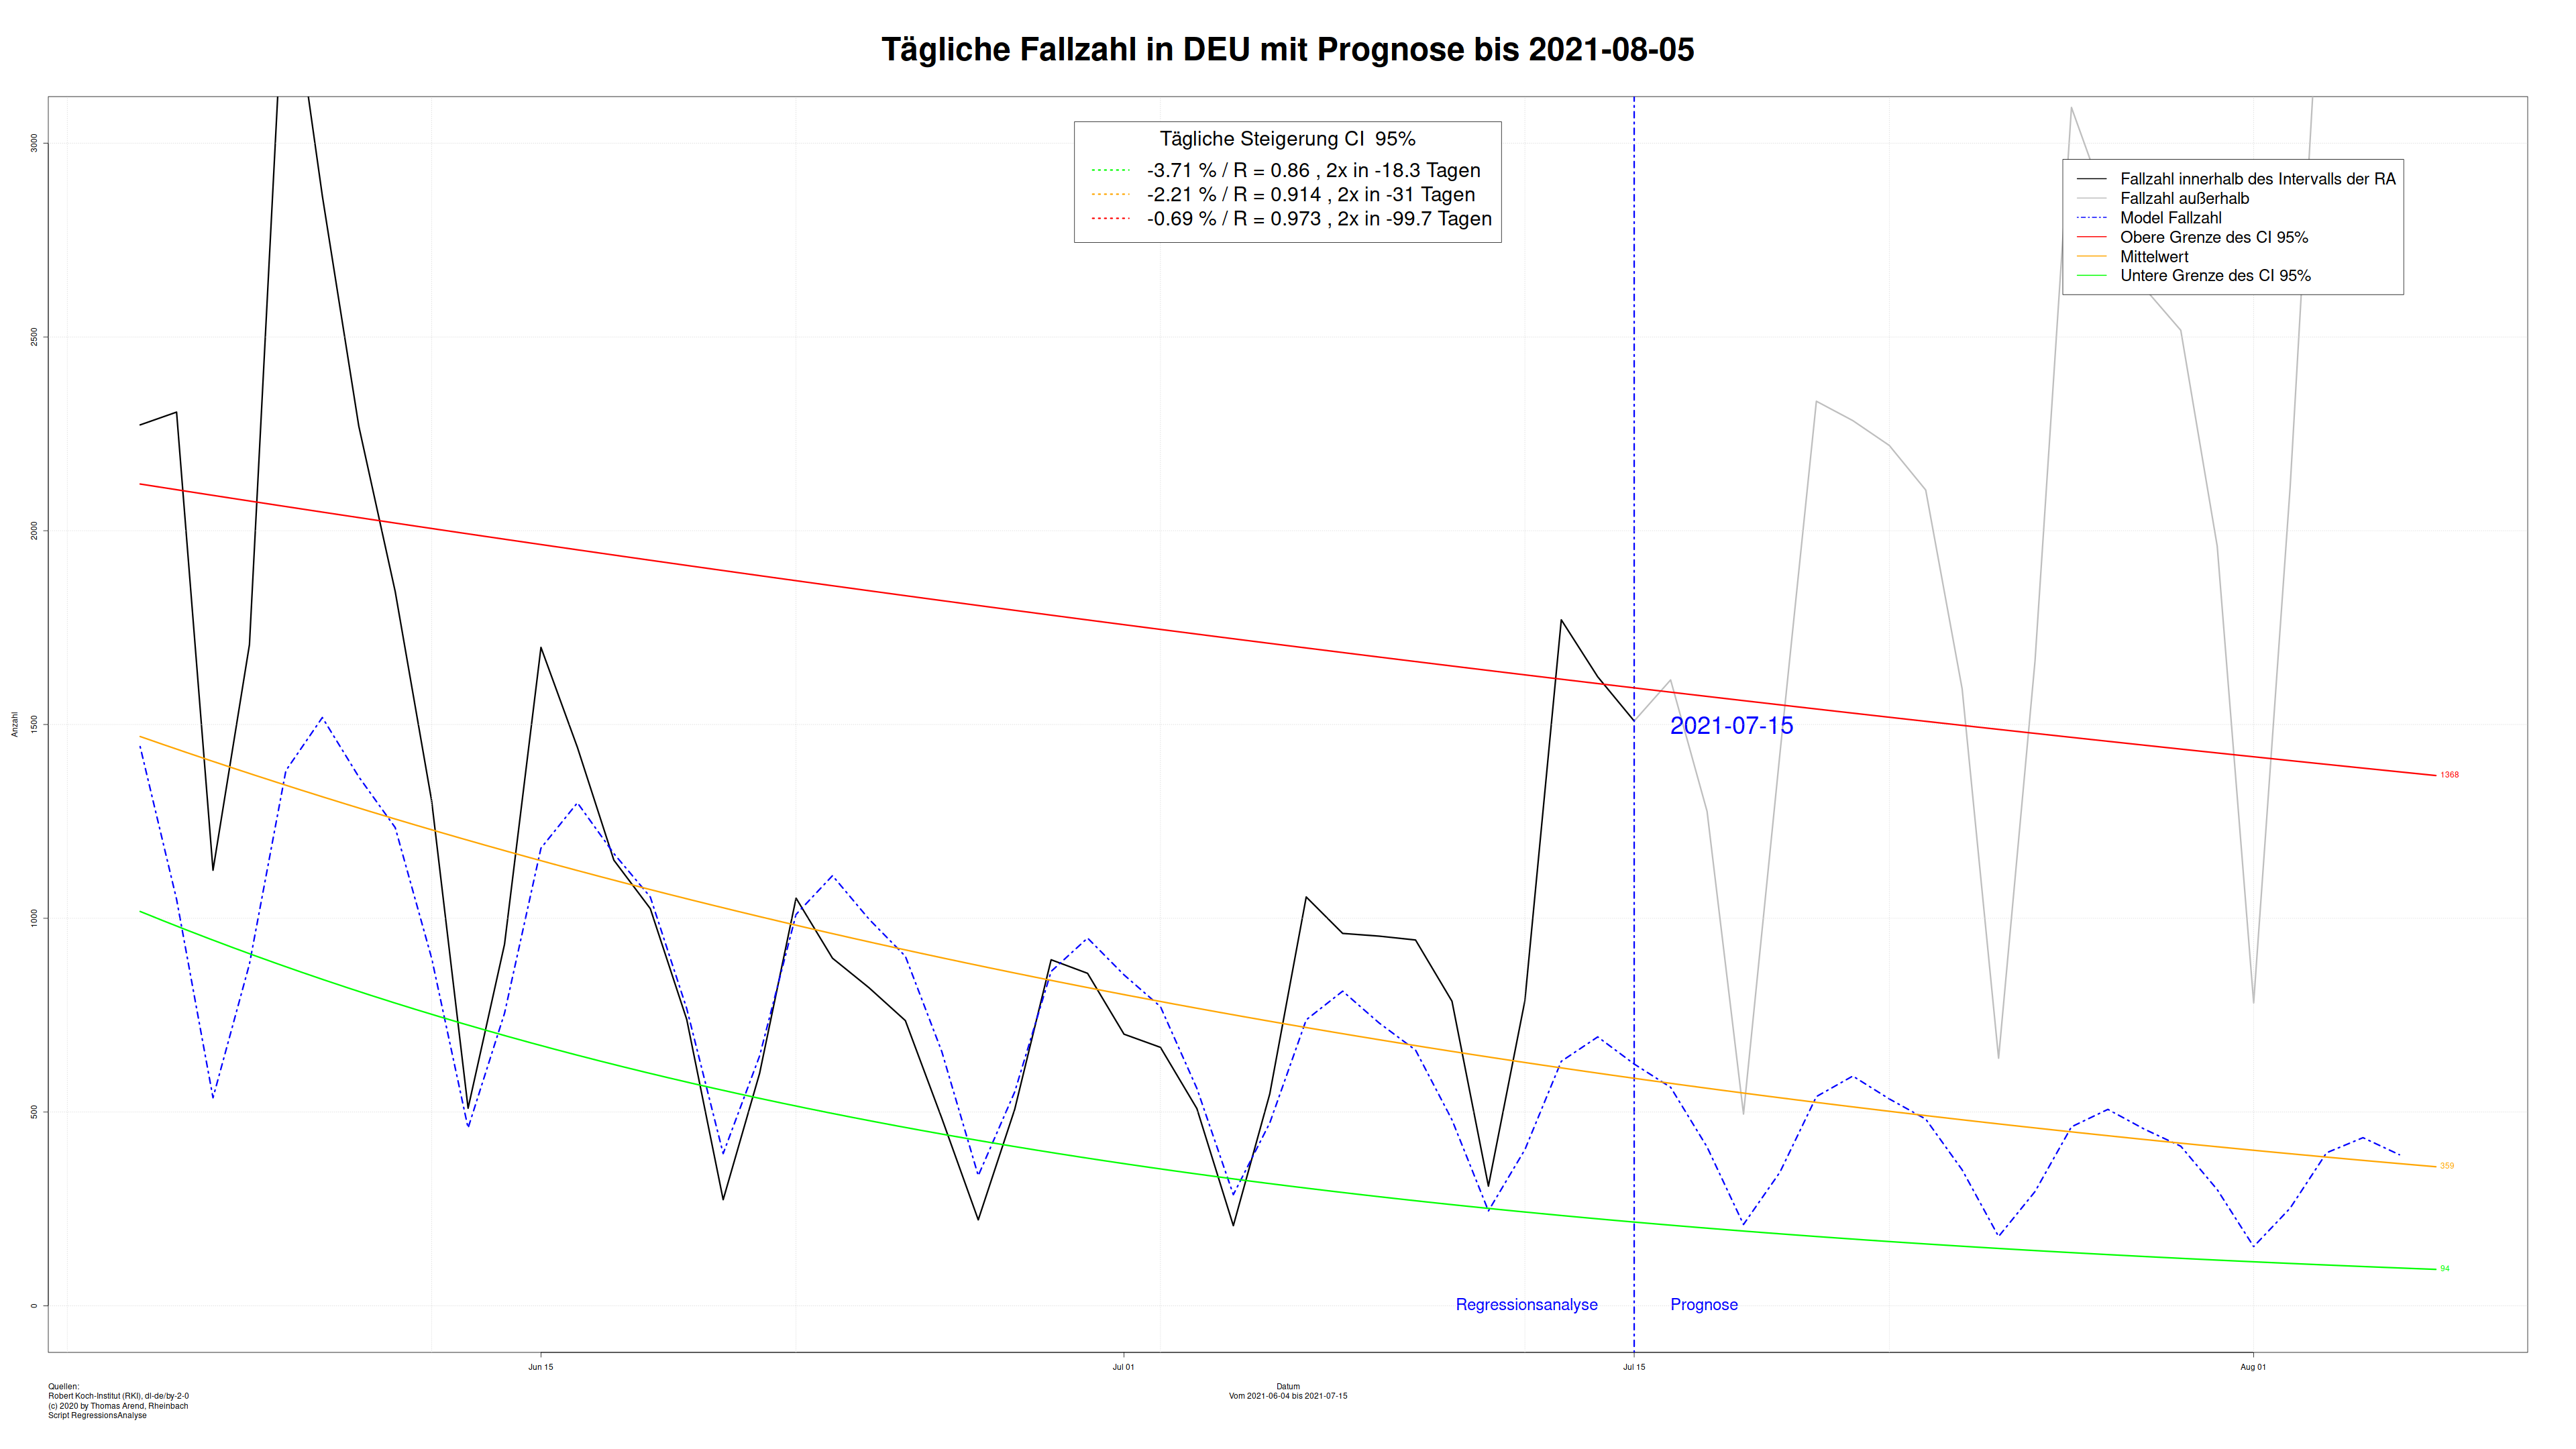 Tägliche Fallzahl in DEU mit Prognose bis 2021-08-05
Tägliche Steigerung CI  95%
-3.71 % / R = 0.86 , 2x in -18.3 Tagen
-2.21 % / R = 0.914 , 2x in -31 Tagen
-0.69 % / R = 0.973 , 2x in -99.7 Tagen
Fallzahl innerhalb des Intervalls der RA
Fallzahl außerhalb
Model Fallzahl
Obere Grenze des CI 95%
Mittelwert
Untere Grenze des CI 95%
3000
2500
2000
1500
1000
500
0
Anzahl
2021-07-15
1368
359
94
Regressionsanalyse
Prognose
Jun 15
Jul 01
Jul 15
Aug 01
Datum
Vom 2021-06-04 bis 2021-07-15
Quellen:
Robert Koch-Institut (RKI), dl-de/by-2-0
(c) 2020 by Thomas Arend, Rheinbach
Script RegressionsAnalyse